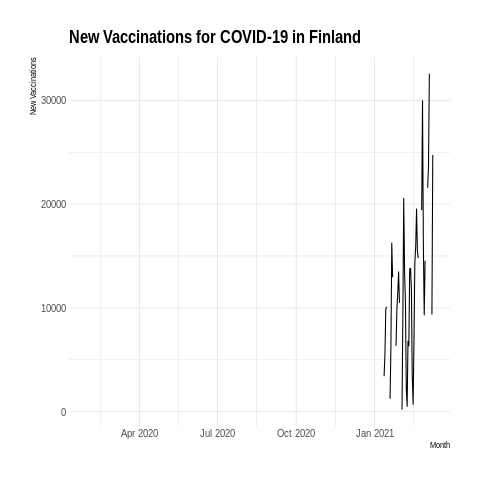 New Vaccinations for COVID-19 in Finland
New Vaccinations
30000
20000
10000
0
Apr 2020 Jul 2020 Oct 2020 Jan 2021
Month